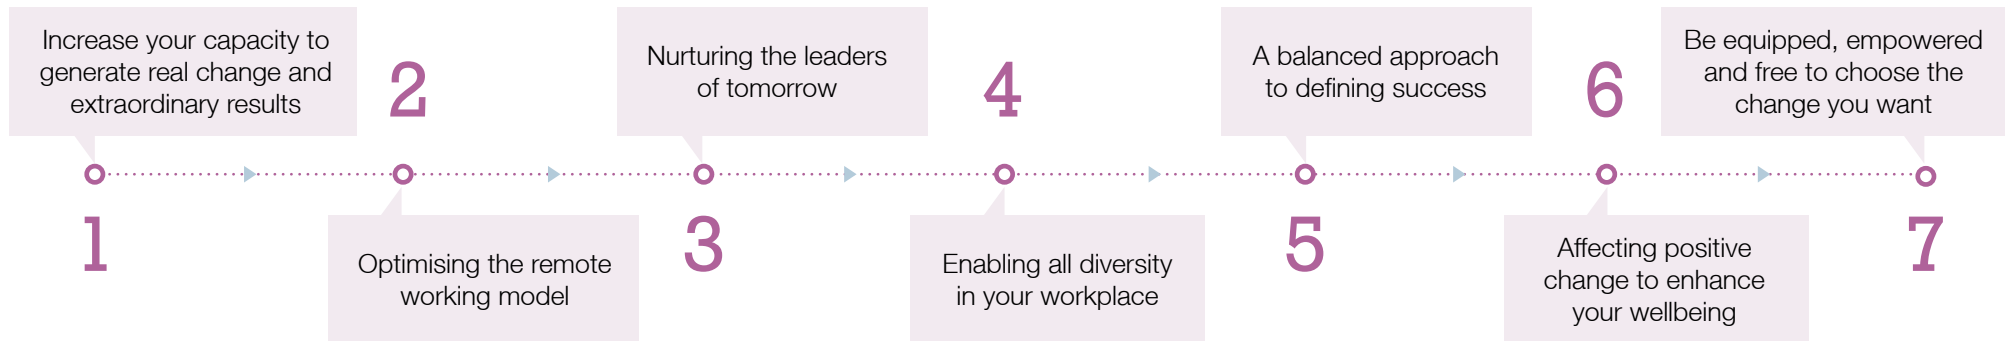 1
Increase your capacity to
generate real change and
extraordinary results
2
Optimising the remote
working model
3
Nurturing the leaders
of tomorrow
4
Enabling all diversity
in your workplace
5
A balanced approach
to defining success
6
Affecting positive
change to enhance
your wellbeing
7
Be equipped, empowered
and free to choose the
change you want